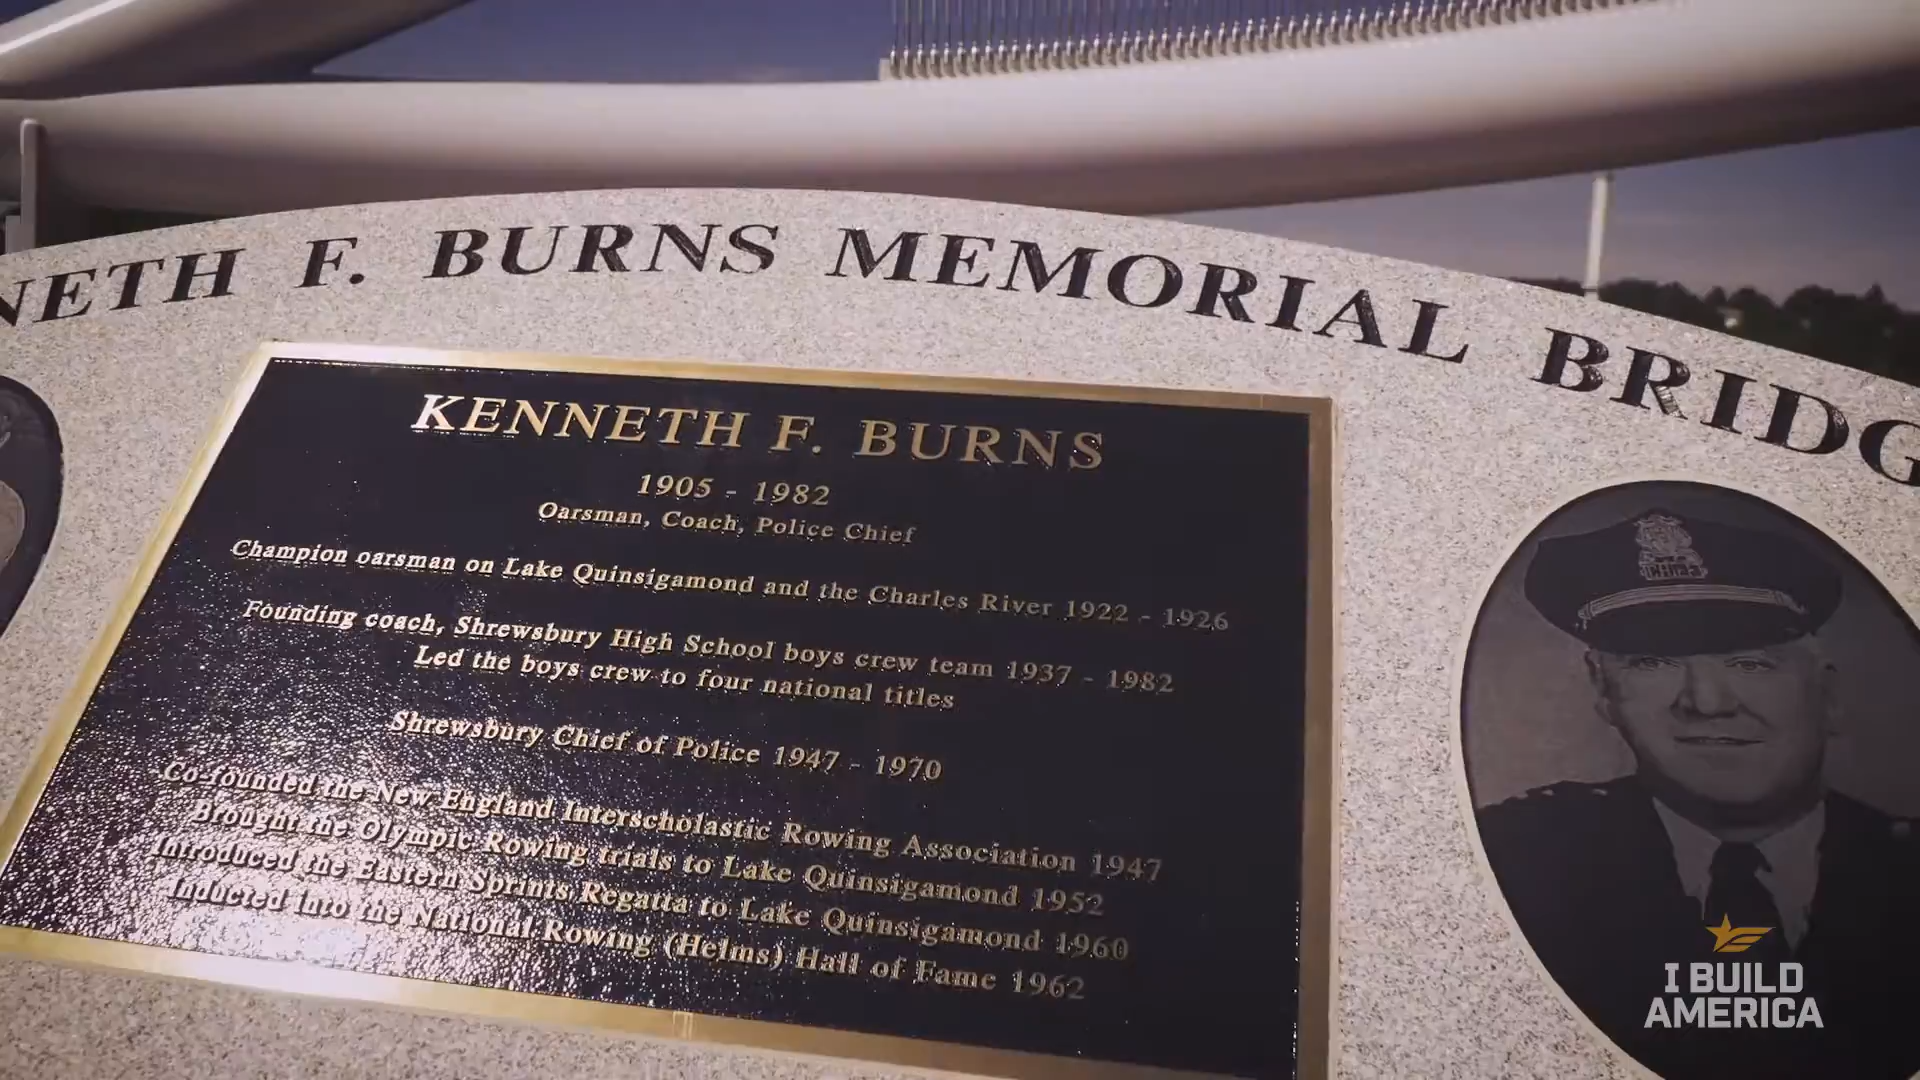 NETH F. BURNS MEMORIAL BRIDG
KENNETH F. BURNS
1905 - 1982
Oarsman, Coach, Police Chief
Champion oarsman on Lake Quinsigamond and the Charles River 1922 - 1926
Founding coach, Shrewsbury High School boys crew team 1937 - 1982
Led the boys crew to four national titles
Shrewsbury Chief of Police 1947 - 1970
Co-founded the New England Interscholastic Rowing Association 1947
Brought the Olympic Rowing trials to Lake Quinsigamond 1952
Introduced the Eastern Sprints Regatta to Lake Quinsigamond 1960
Inducted into the National Rowing (Helms) Hall of Fame 1962
I BUILD
AMERICA